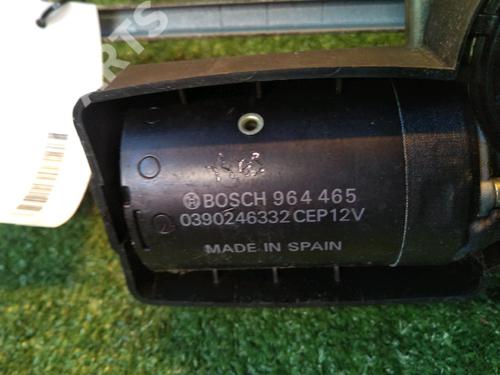 BOSCH 964 465
0390246332 CEP12V
MADE IN SPAIN